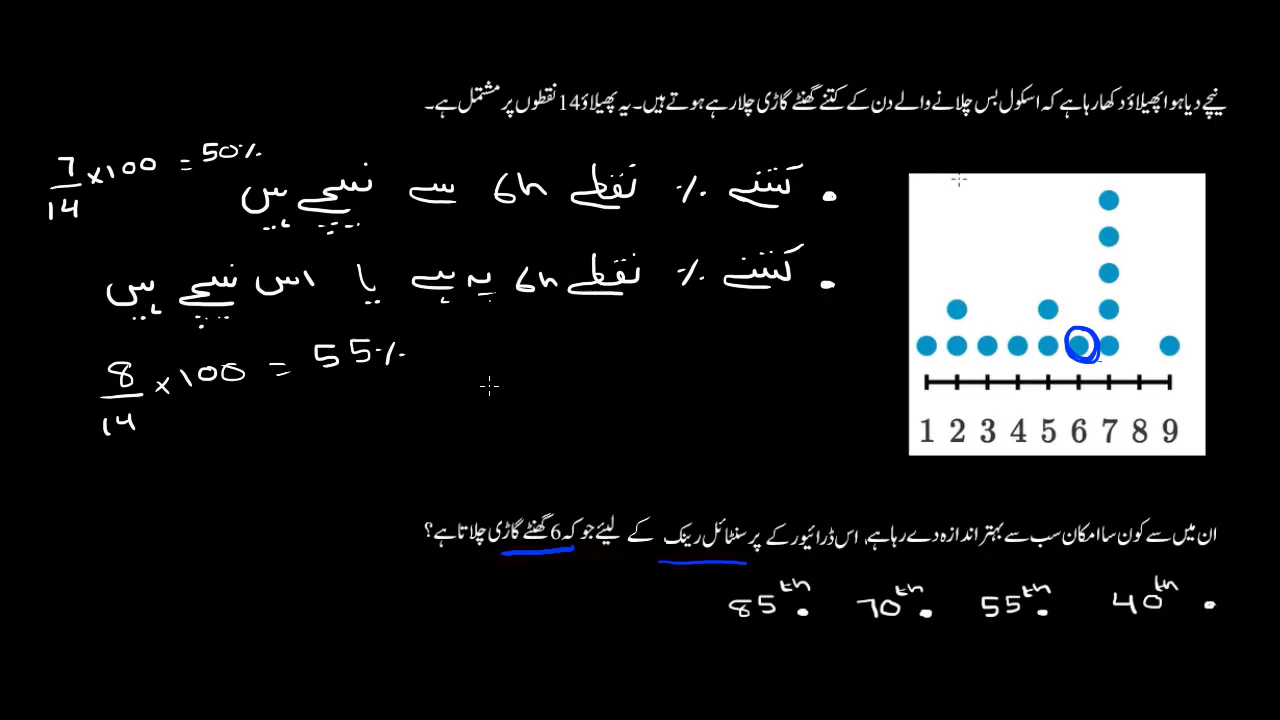 نیچے دیا ہوا پھیلاؤ دکھا رہا ہے کہ اسکول بس چلانے والے دن کے کتنے گھنٹے گاڑی چلا رہے ہوتے ہیں۔ یہ پھیلاؤ 14 نقطوں پر مشتمل ہے۔
• کتنے % نقطے 6h سے نیچے ہیں
7/14 × 100 = 50%
• کتنے % نقطے 6h پہ ہے یا اس نیچے ہیں
8/14 × 100 = 55%
1 2 3 4 5 6 7 8 9
ان میں سے کون سا امکان سب سے بہتر اندازہ دے رہا ہے، اس ڈرائیور کے پرسنٹائل رینک کے لیئے جو کہ 6 گھنٹے گاڑی چلاتا ہے؟
• 40th • 55th • 70th • 85th